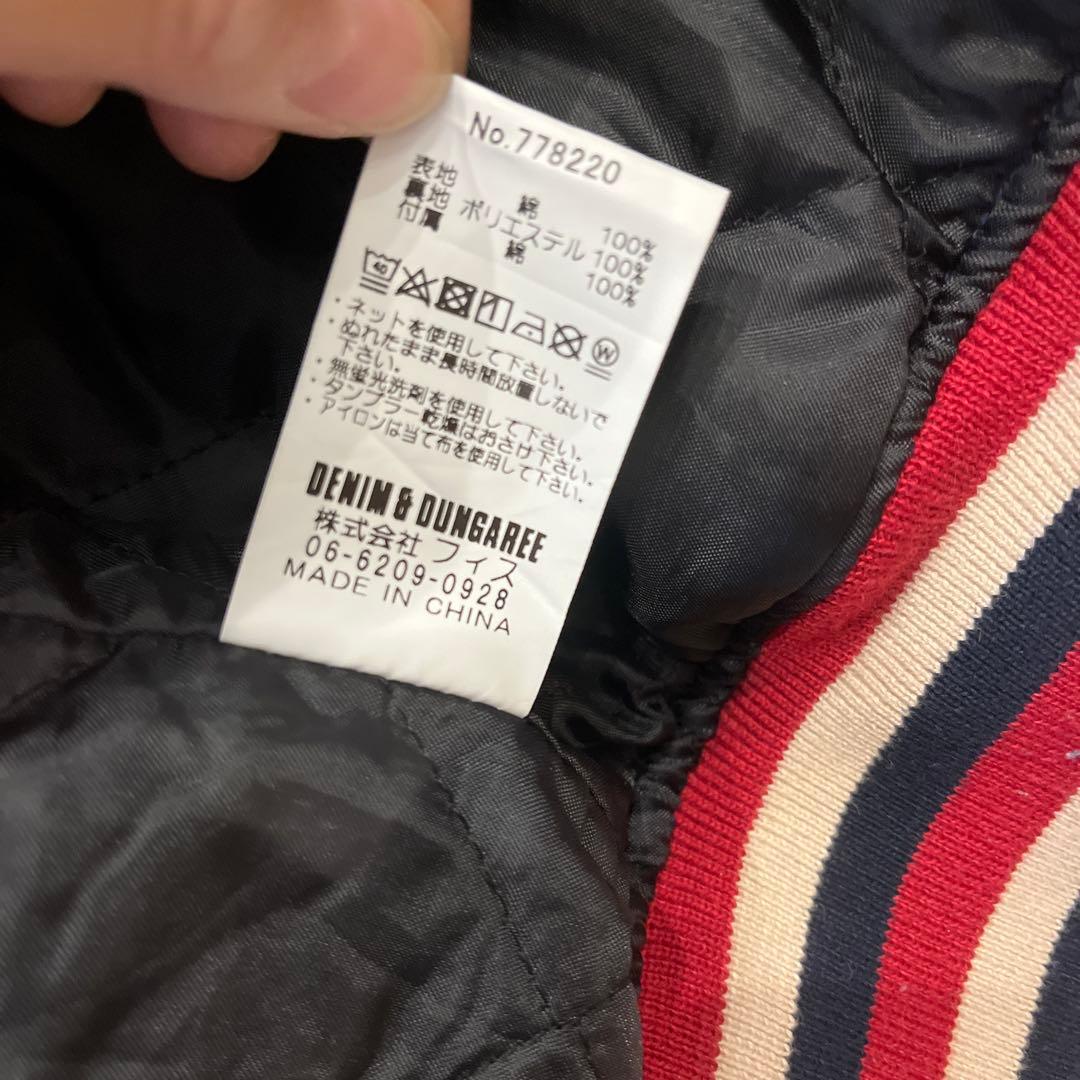 No.778220
表地 綿 100%
裏地 ポリエステル 100%
付属 綿 100%
40 W
・ネットを使用して下さい。
・ぬれたまま長時間放置しないで
下さい。
・無蛍光洗剤を使用して下さい。
・タンブラー乾燥はおさけ下さい。
・アイロンは当て布を使用して下さい。
DENIM & DUNGAREE
株式会社 フィス
06-6209-0928
MADE IN CHINA